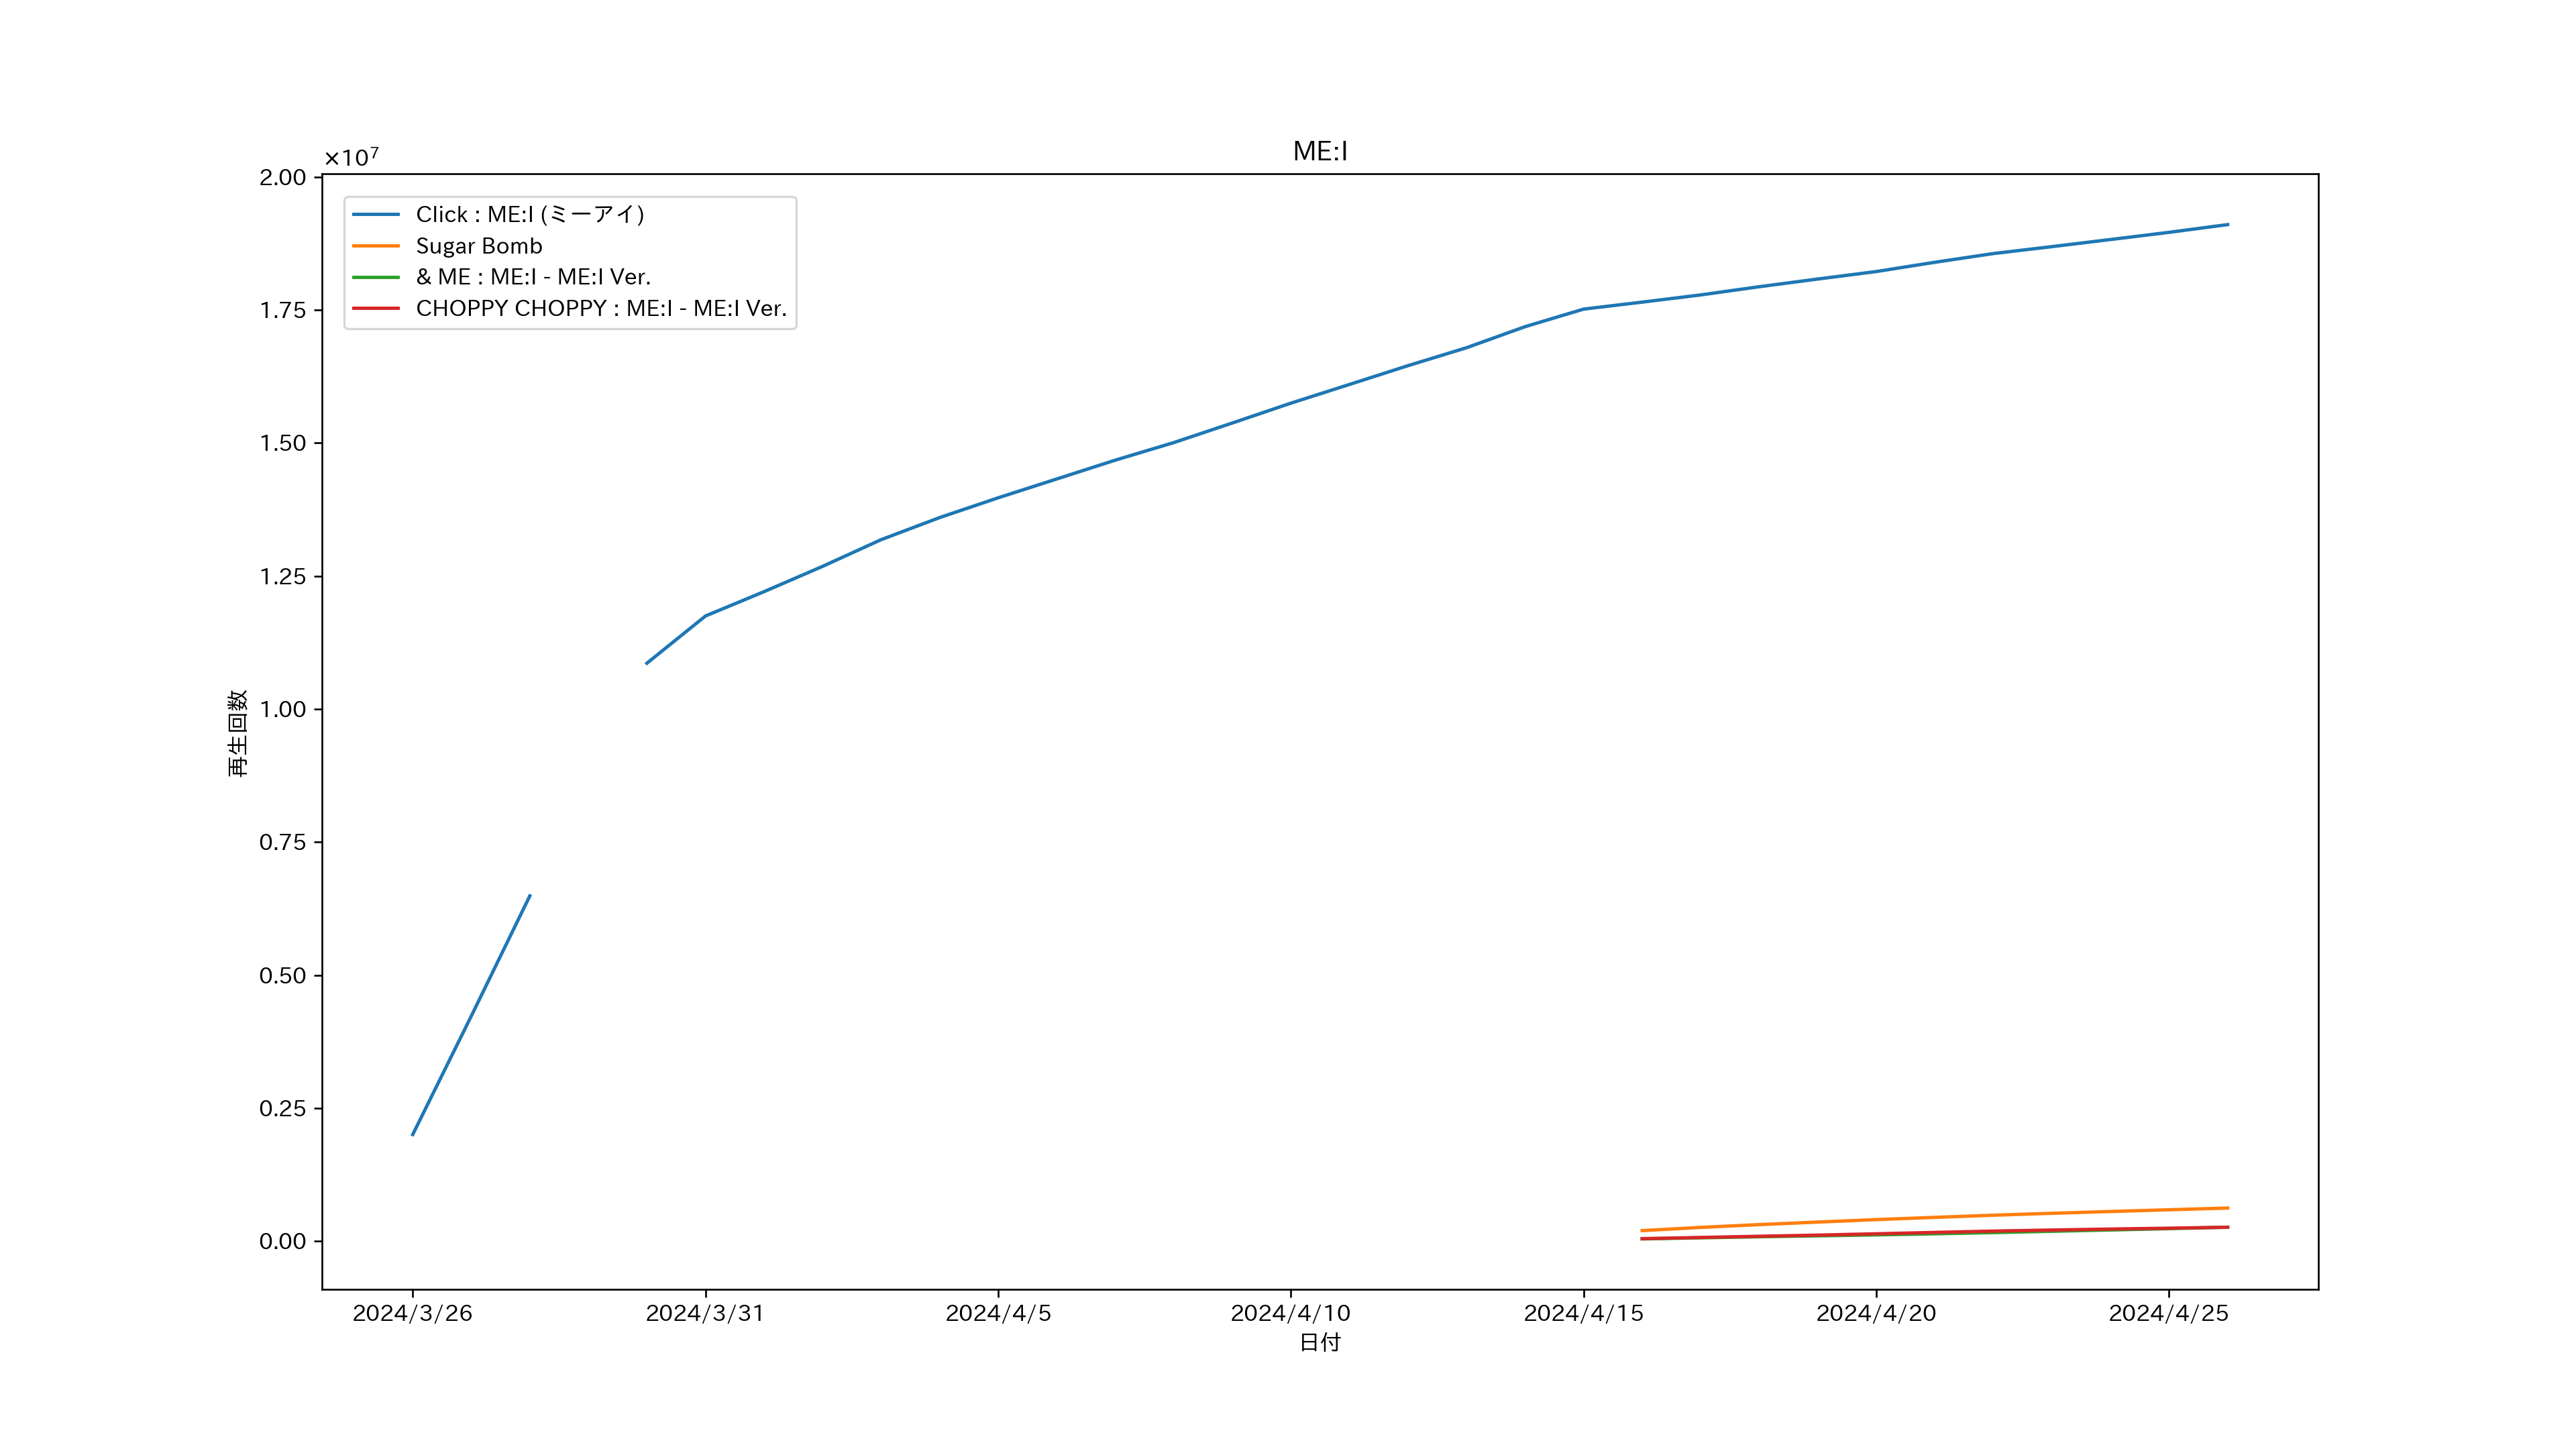 ME:I
×10⁷
2.00
1.75
1.50
1.25
1.00
0.75
0.50
0.25
0.00
再生回数
Click : ME:I (ミーアイ)
Sugar Bomb
& ME : ME:I - ME:I Ver.
CHOPPY CHOPPY : ME:I - ME:I Ver.
2024/3/26 2024/3/31 2024/4/5 2024/4/10 2024/4/15 2024/4/20 2024/4/25
日付